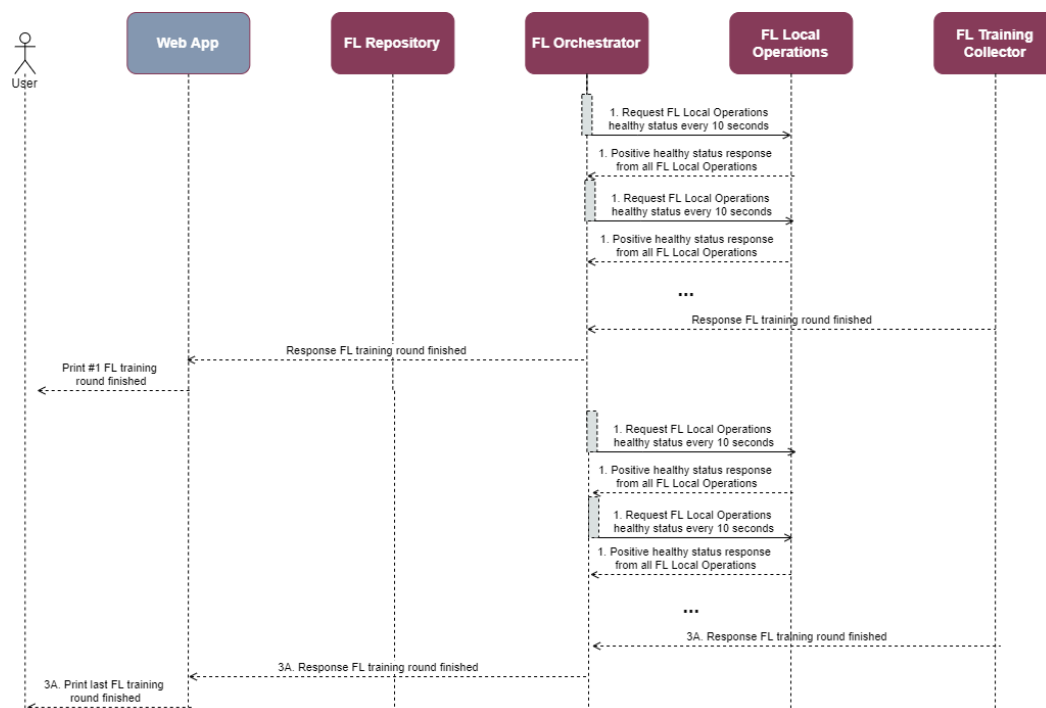 User
Web App
FL Repository
FL Orchestrator
FL Local
Operations
FL Training
Collector
1. Request FL Local Operations
healthy status every 10 seconds
1. Positive healthy status response
from all FL Local Operations
1. Request FL Local Operations
healthy status every 10 seconds
1. Positive healthy status response
from all FL Local Operations
...
Response FL training round finished
Response FL training round finished
Print #1 FL training
round finished
1. Request FL Local Operations
healthy status every 10 seconds
1. Positive healthy status response
from all FL Local Operations
1. Request FL Local Operations
healthy status every 10 seconds
1. Positive healthy status response
from all FL Local Operations
...
3A. Response FL training round finished
3A. Response FL training round finished
3A. Print last FL training
round finished